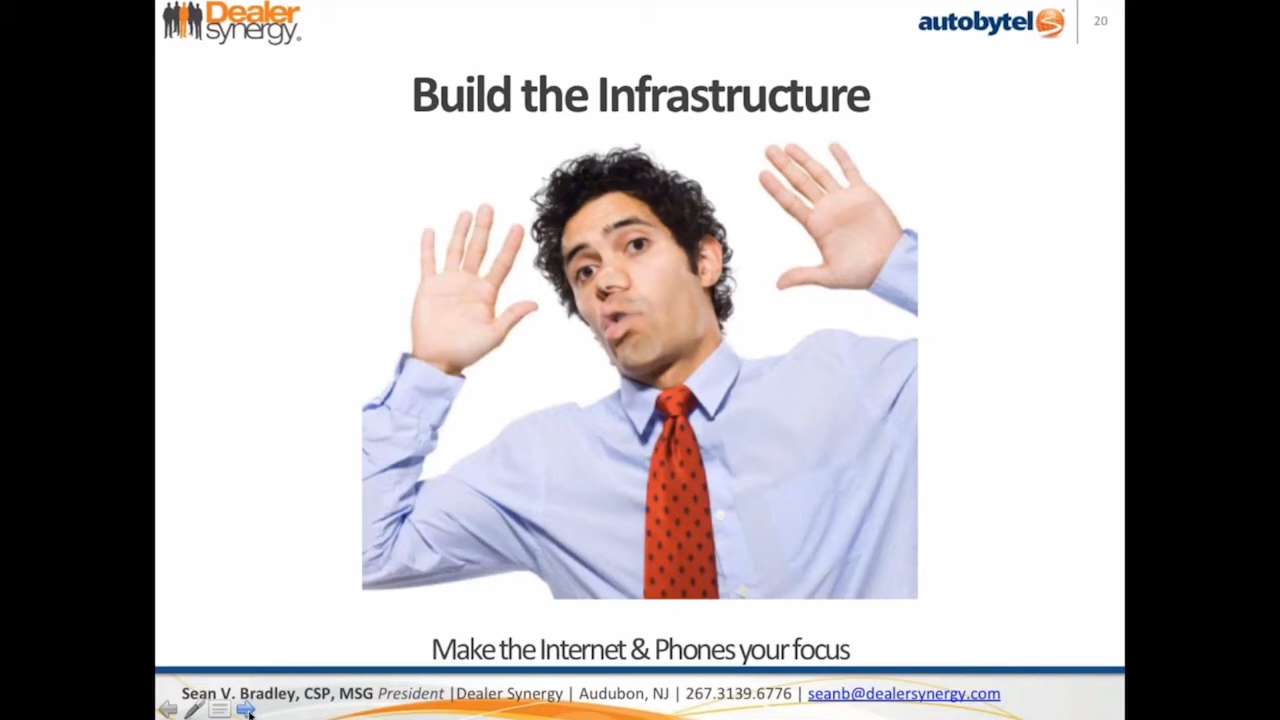 Dealer
synergy.®
autobytel
20
Build the Infrastructure
Make the Internet & Phones your focus
Sean V. Bradley, CSP, MSG President |Dealer Synergy | Audubon, NJ | 267.3139.6776 | seanb@dealersynergy.com